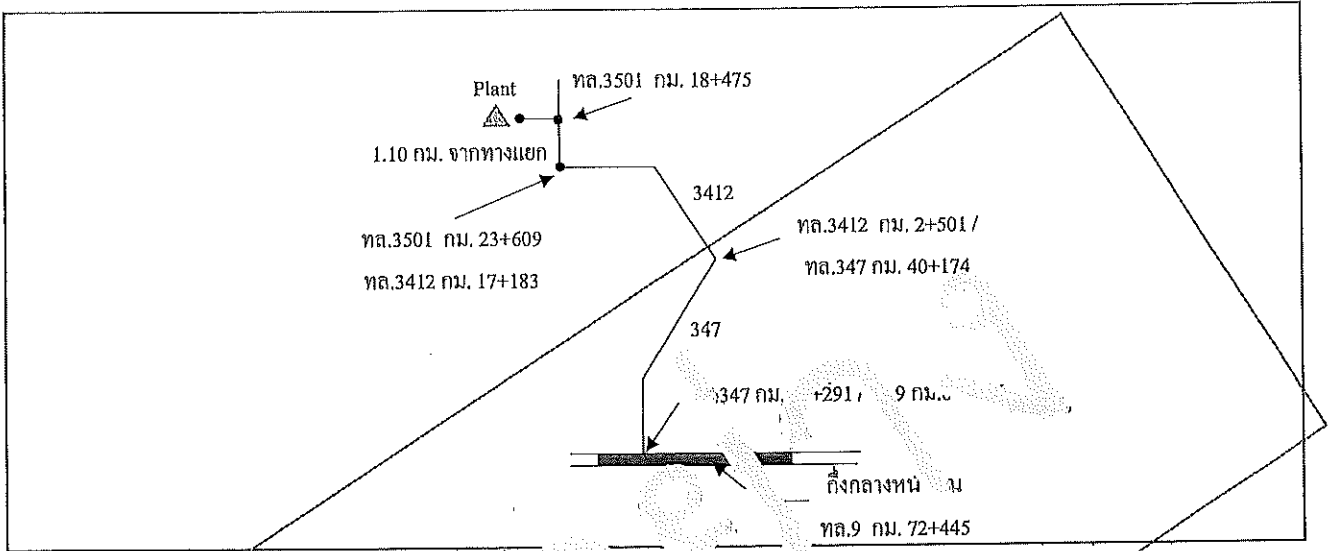 Plant
ทล.3501 กม. 18+475
1.10 กม. จากทางแยก
3412
ทล.3501 กม. 23+609
ทล.3412 กม. 17+183
ทล.3412 กม. 2+501 /
ทล.347 กม. 40+174
347
347 กม. +291 / 9 กม.
กึ่งกลางหน
ทล.9 กม. 72+445